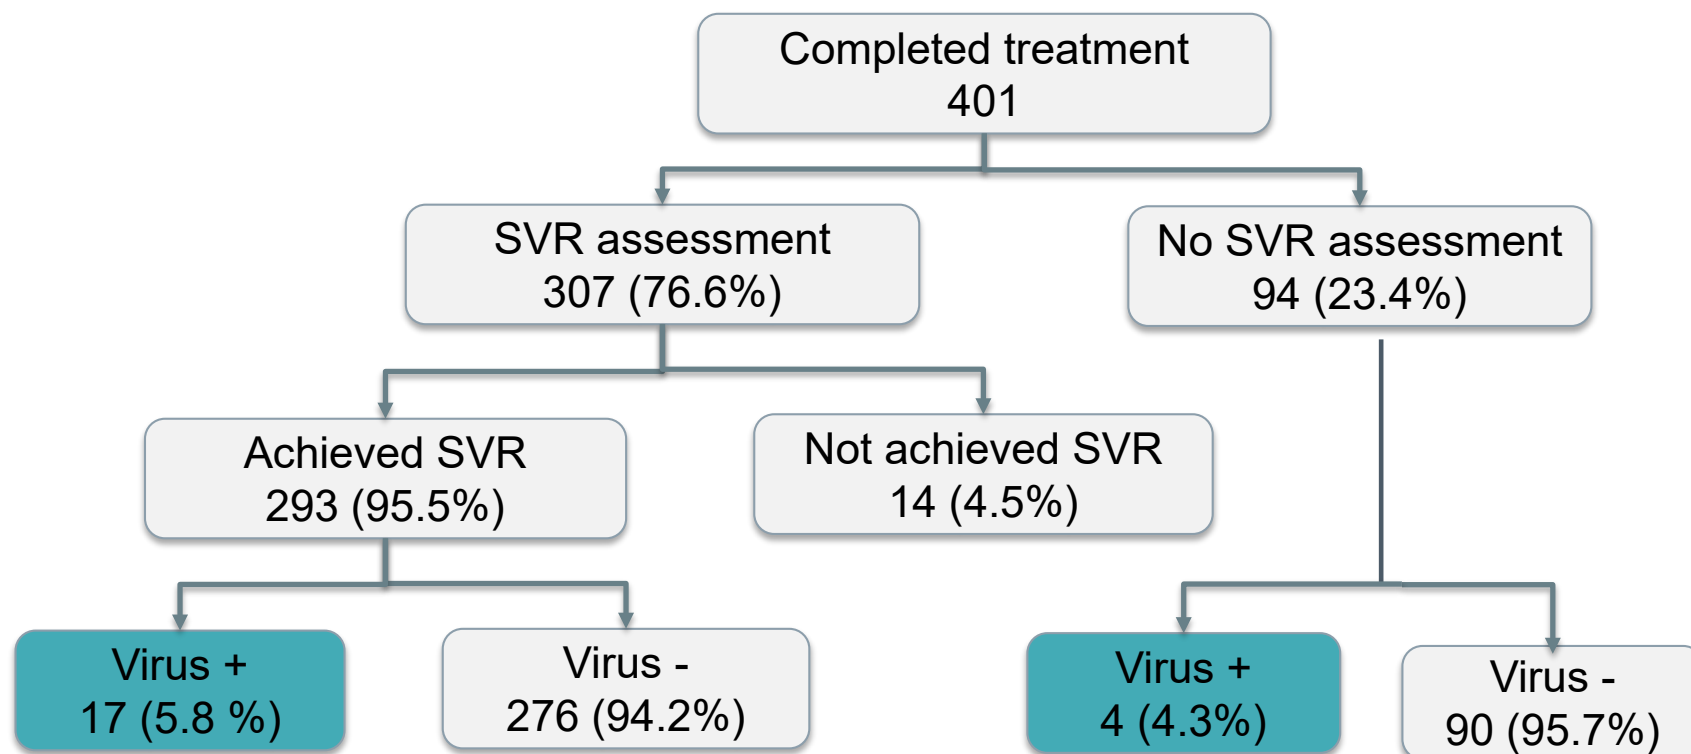 Completed treatment
401
SVR assessment
307 (76.6%)
No SVR assessment
94 (23.4%)
Achieved SVR
293 (95.5%)
Not achieved SVR
14 (4.5%)
Virus +
17 (5.8 %)
Virus -
276 (94.2%)
Virus +
4 (4.3%)
Virus -
90 (95.7%)